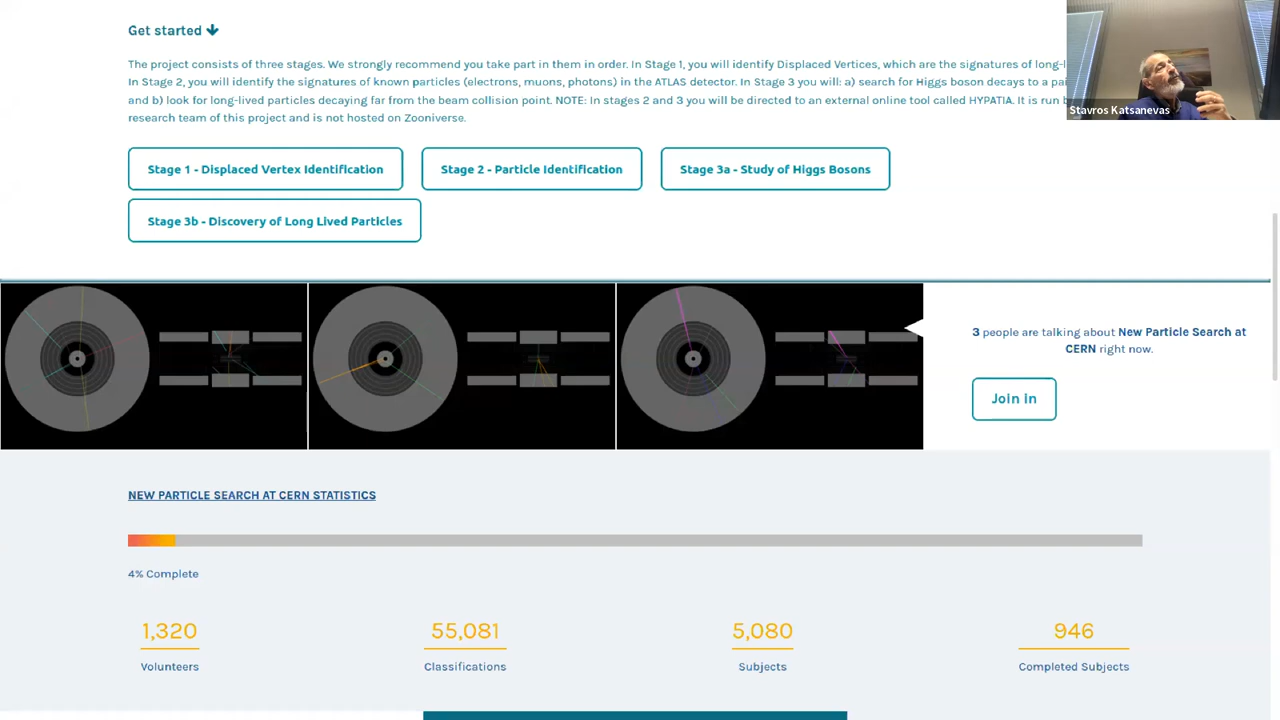 Get started
The project consists of three stages. We strongly recommend you take part in them in order. In Stage 1, you will identify Displaced Vertices, which are the signatures of long-l
In Stage 2, you will identify the signatures of known particles (electrons, muons, photons) in the ATLAS detector. In Stage 3 you will: a) search for Higgs boson decays to a pa
and b) look for long-lived particles decaying far from the beam collision point. NOTE: In stages 2 and 3 you will be directed to an external online tool called HYPATIA. It is run b
research team of this project and is not hosted on Zooniverse.
Stavros Katsanevas
Stage 1 - Displaced Vertex Identification
Stage 2 - Particle Identification
Stage 3a - Study of Higgs Bosons
Stage 3b - Discovery of Long Lived Particles
3 people are talking about New Particle Search at
CERN right now.
Join in
NEW PARTICLE SEARCH AT CERN STATISTICS
4% Complete
1,320
Volunteers
55,081
Classifications
5,080
Subjects
946
Completed Subjects